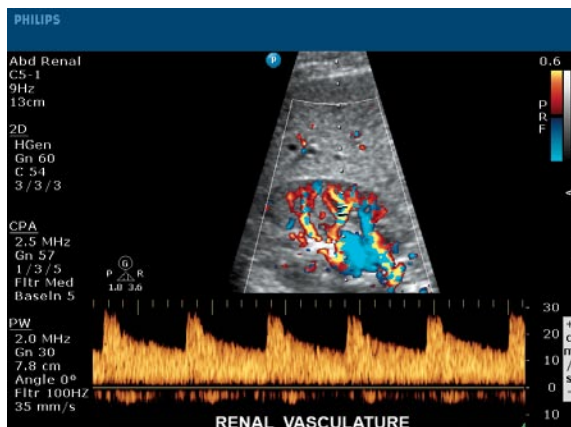 PHILIPS
Abd Renal
C5-1
9Hz
13cm
2D
HGen
Gn 60
C 54
3/3/3
CPA
2.5 MHz
Gn 57
1/3/5
Fltr Med
Baseln 5
PW
2.0 MHz
Gn 30
7.8 cm
Angle 0°
Fltr 100HZ
35 mm/s
P
G
P R
1.8 3.6
0.6
P
R
F
30
20
10
0
10
+
c
m
/
s
-
RENAL VASCULATURE